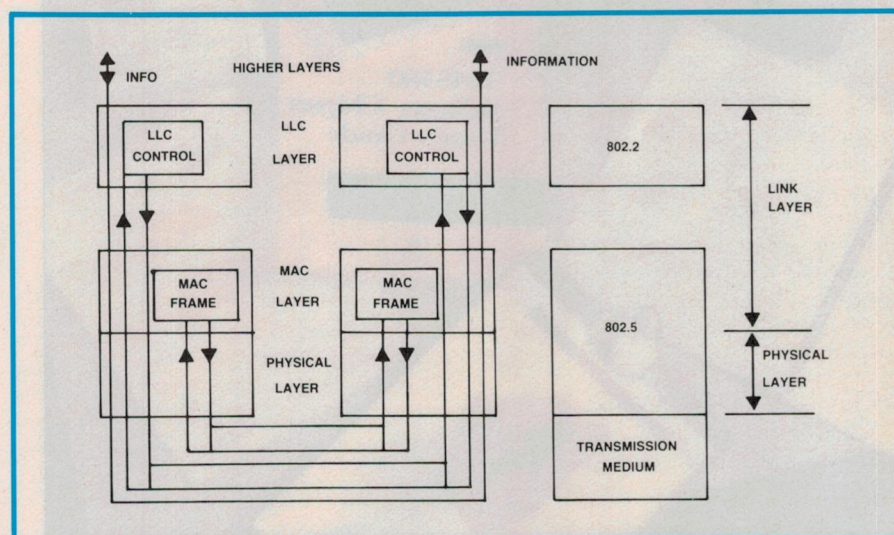 INFO
HIGHER LAYERS
INFORMATION
LLC
CONTROL
LLC
LAYER
LLC
CONTROL
802.2
LINK
LAYER
MAC
FRAME
MAC
LAYER
MAC
FRAME
802.5
PHYSICAL
LAYER
PHYSICAL
LAYER
TRANSMISSION
MEDIUM